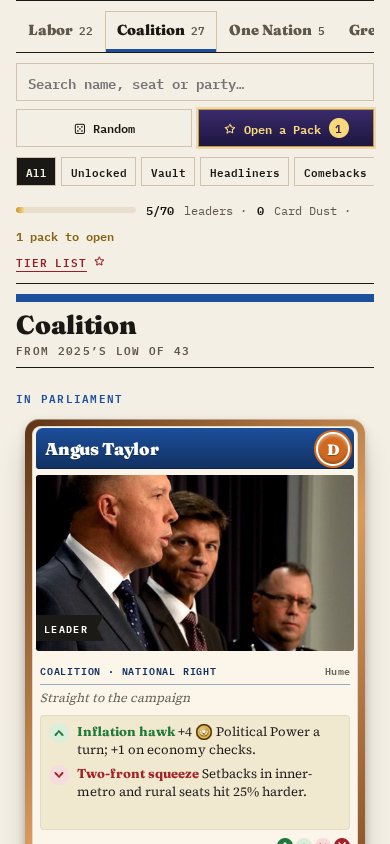 Labor 22 Coalition 27 One Nation 5 Gre
Search name, seat or party…
Random Open a Pack 1
All Unlocked Vault Headliners Comebacks
5/70 leaders · 0 Card Dust ·
1 pack to open
TIER LIST
Coalition
FROM 2025'S LOW OF 43
IN PARLIAMENT
Angus Taylor D
LEADER
COALITION · NATIONAL RIGHT Hume
Straight to the campaign
Inflation hawk +4 Political Power a
turn; +1 on economy checks.
Two-front squeeze Setbacks in inner-
metro and rural seats hit 25% harder.